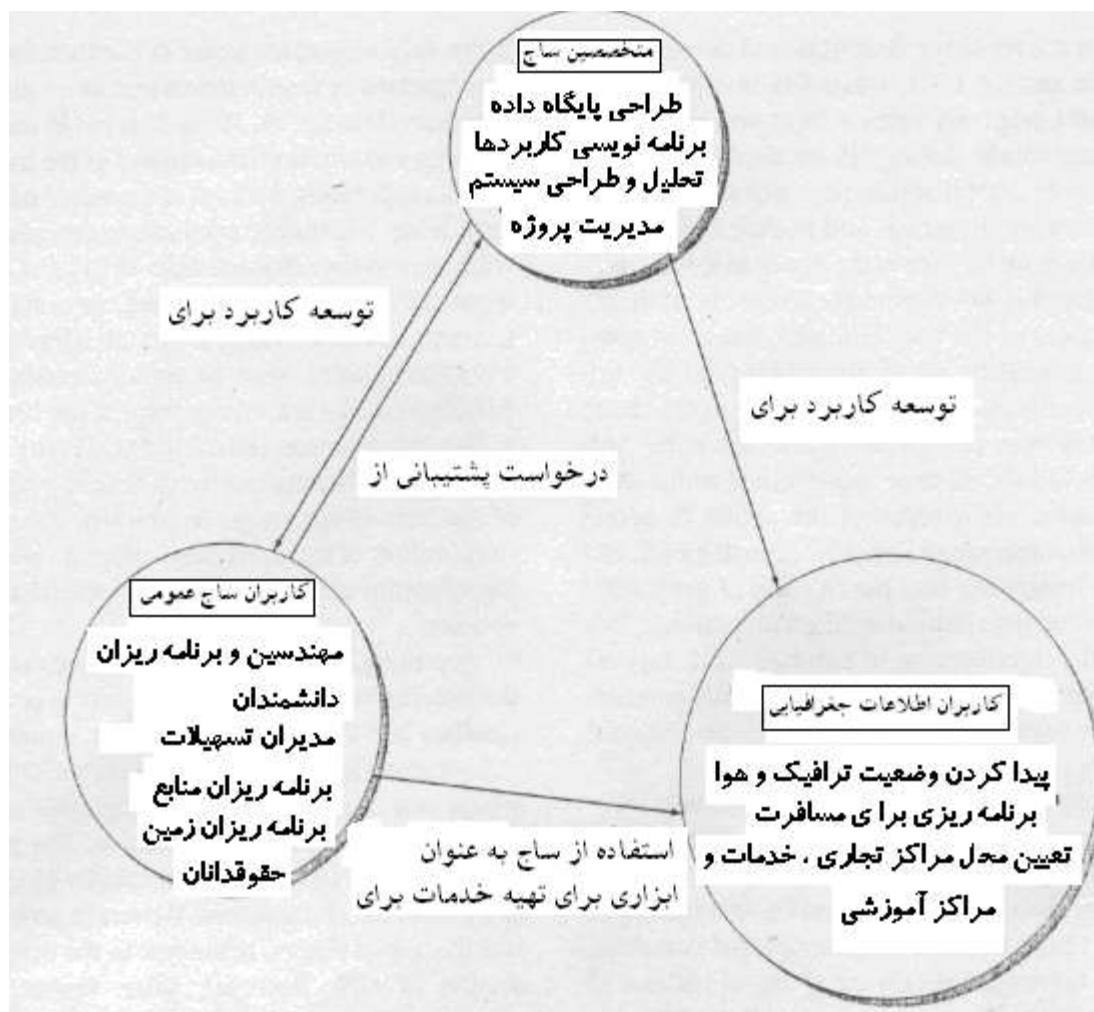 متخصصین ساج
طراحی پایگاه داده
برنامه نویسی کاربردها
تحلیل و طراحی سیستم
مدیریت پروژه
توسعه کاربرد برای
توسعه کاربرد برای
درخواست پشتیبانی از
کاربران ساج عمومی
مهندسین و برنامه ریزان
دانشمندان
مدیران تسهیلات
برنامه ریزان منابع
برنامه ریزان زمین
حقوقدانان
استفاده از ساج به عنوان
ابزاری برای تهیه خدمات برای
کاربران اطلاعات جغرافیایی
پیدا کردن وضعیت ترافیک و هوا
برنامه ریزی برا ی مسافرت
تعیین محل مراکز تجاری ، خدمات و
مراکز آموزشی